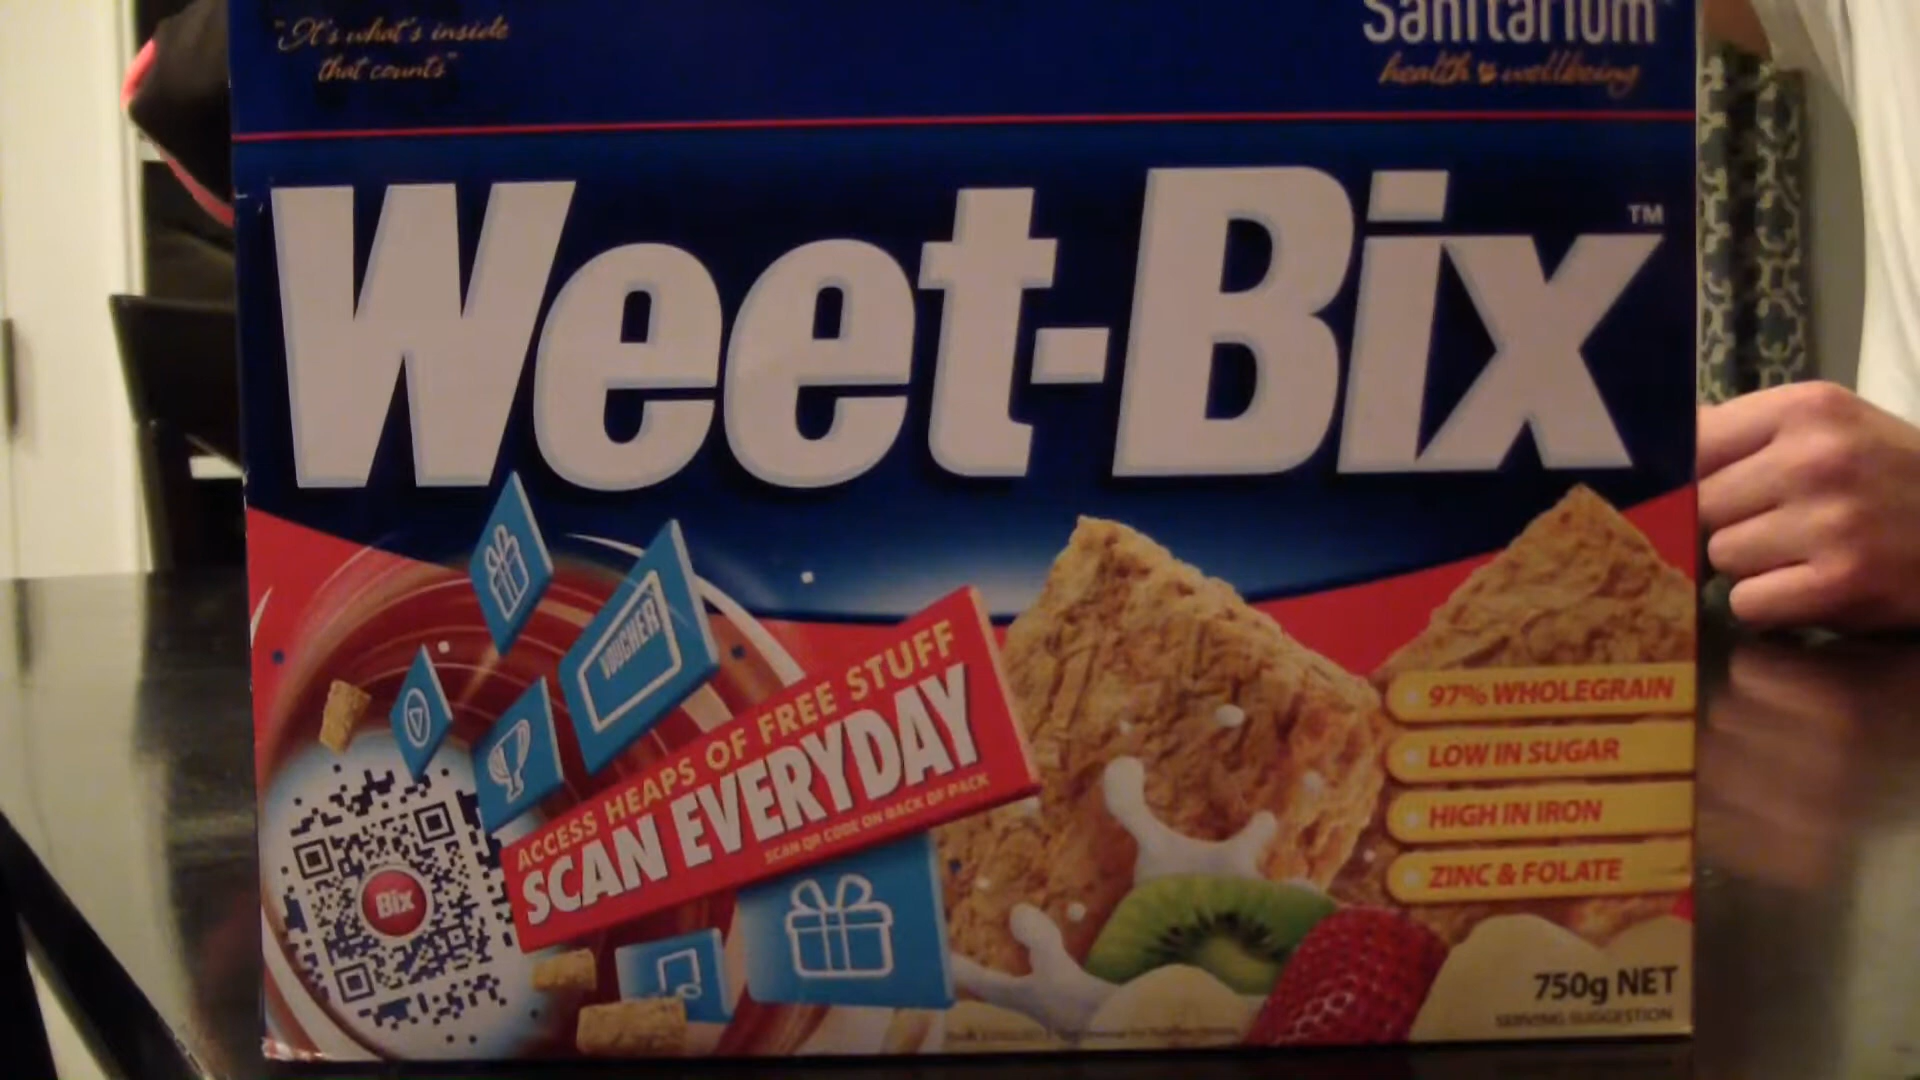 "It's what's inside
that counts"
Sanitarium
health & wellbeing
Weet-Bix™
VOUCHER
ACCESS HEAPS OF FREE STUFF
SCAN EVERYDAY
SCAN QR CODE ON BACK OF PACK
Bix
97% WHOLEGRAIN
LOW IN SUGAR
HIGH IN IRON
ZINC & FOLATE
750g NET
SERVING SUGGESTION